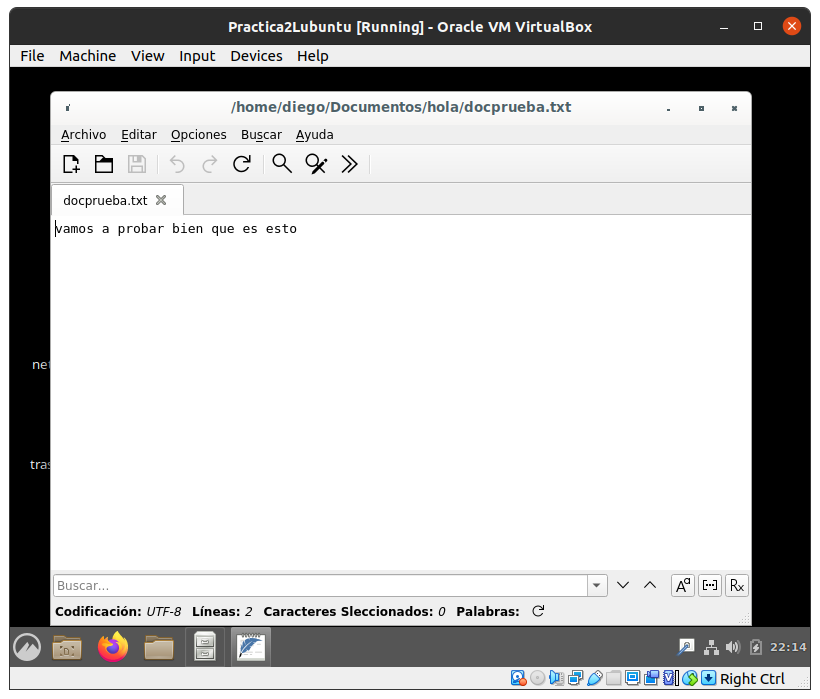 Practica2Lubuntu [Running] - Oracle VM VirtualBox
File Machine View Input Devices Help
/home/diego/Documentos/hola/docprueba.txt
Archivo Editar Opciones Buscar Ayuda
docprueba.txt
vamos a probar bien que es esto
net
tras
Buscar...
Codificación: UTF-8 Líneas: 2 Caracteres Sleccionados: 0 Palabras:
22:14
Right Ctrl